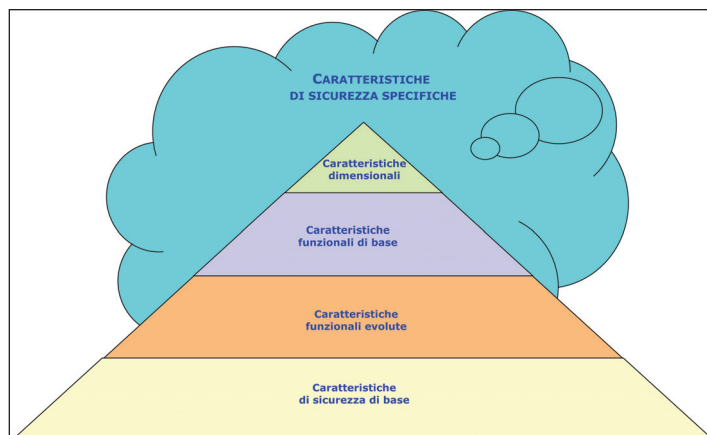 CARATTERISTICHE
DI SICUREZZA SPECIFICHE
Caratteristiche
dimensionali
Caratteristiche
funzionali di base
Caratteristiche
funzionali evolute
Caratteristiche
di sicurezza di base